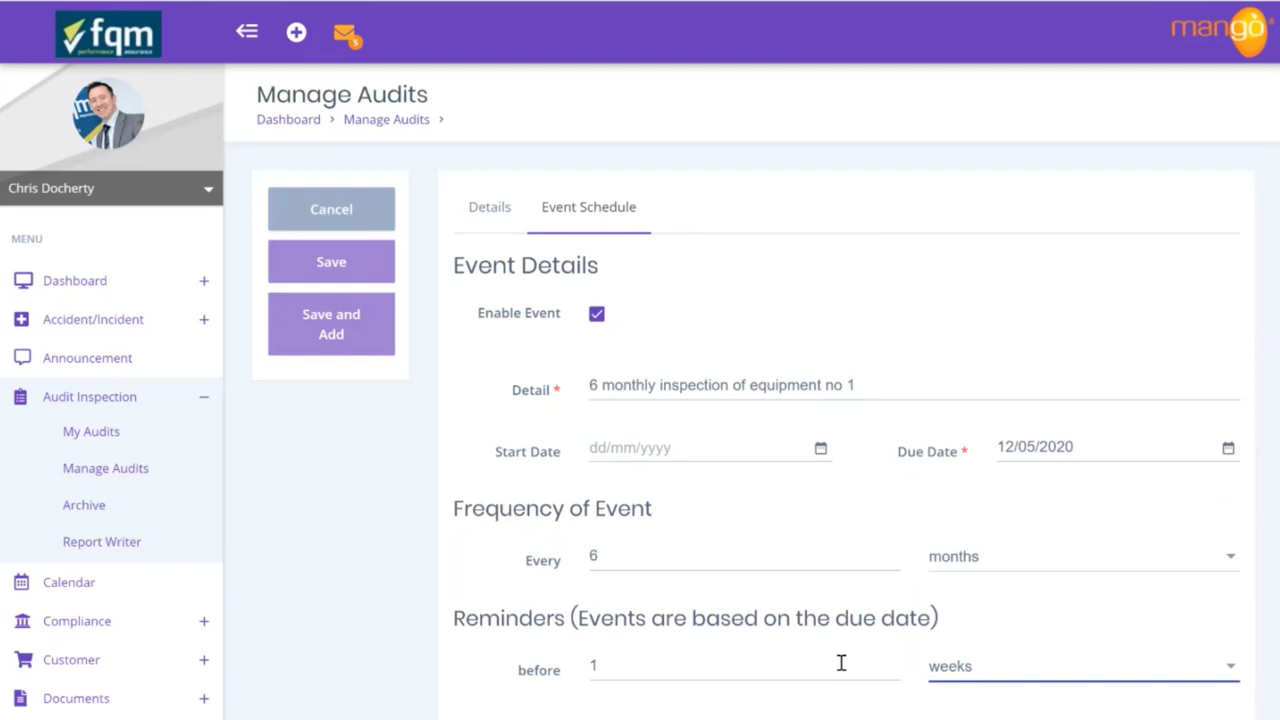 fqm
performance assurance
5
mango
Chris Docherty
MENU
Dashboard
Accident/Incident
Announcement
Audit Inspection
My Audits
Manage Audits
Archive
Report Writer
Calendar
Compliance
Customer
Documents
Manage Audits
Dashboard > Manage Audits >
Cancel
Save
Save and
Add
Details Event Schedule
Event Details
Enable Event
Detail * 6 monthly inspection of equipment no 1
Start Date dd/mm/yyyy Due Date * 12/05/2020
Frequency of Event
Every 6 months
Reminders (Events are based on the due date)
before 1 weeks